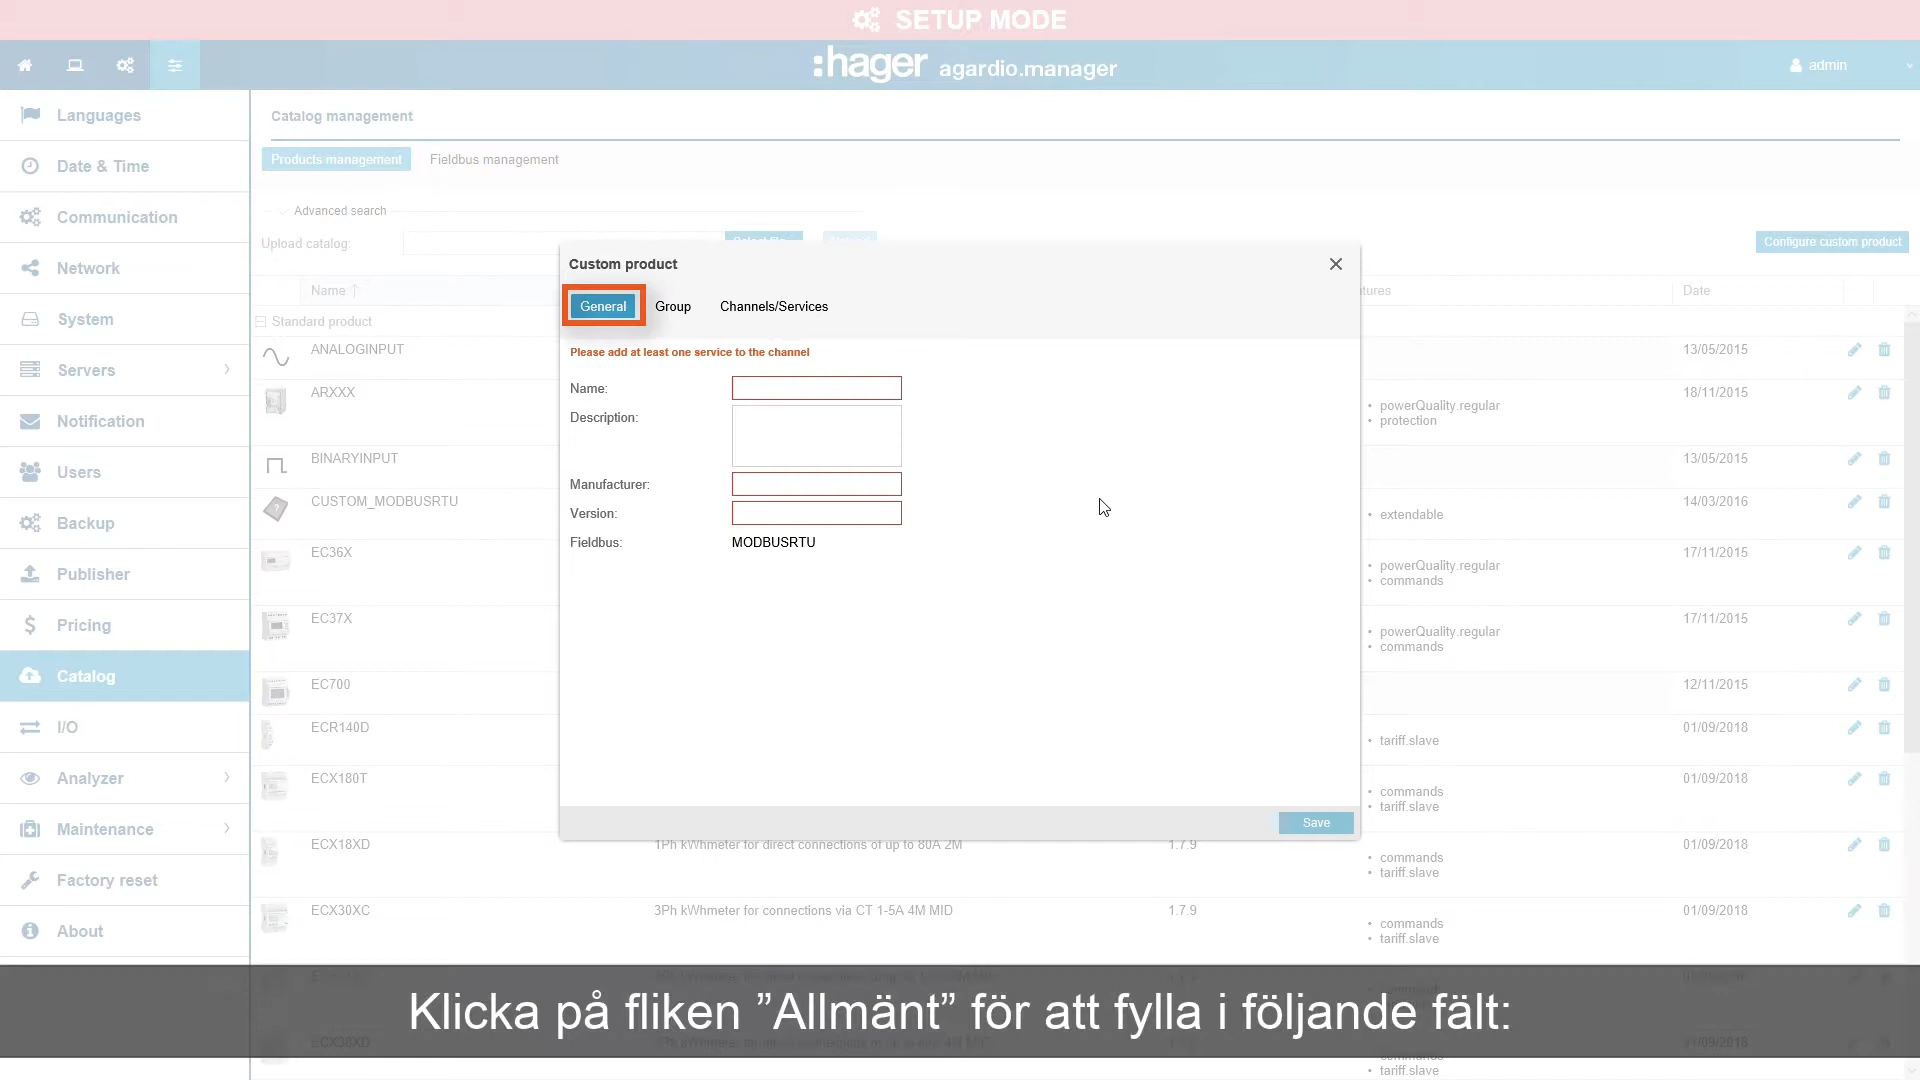 SETUP MODE
:hager agardio.manager
admin
Languages
Date & Time
Communication
Network
System
Servers
Notification
Users
Backup
Publisher
Pricing
Catalog
I/O
Analyzer
Maintenance
Factory reset
About
Catalog management
Products management Fieldbus management
Advanced search
Upload catalog:
Configure custom product
Name Date
Standard product
ANALOGINPUT 13/05/2015
ARXXX 18/11/2015
• powerQuality.regular
• protection
BINARYINPUT 13/05/2015
CUSTOM_MODBUSRTU 14/03/2016
• extendable
EC36X 17/11/2015
• powerQuality.regular
• commands
EC37X 17/11/2015
• powerQuality.regular
• commands
EC700 12/11/2015
ECR140D 01/09/2018
• tariff.slave
ECX180T 01/09/2018
• commands
• tariff.slave
ECX18XD 1Ph kWhmeter for direct connections of up to 80A 2M 1.7.9 01/09/2018
• commands
• tariff.slave
ECX30XC 3Ph kWhmeter for connections via CT 1-5A 4M MID 1.7.9 01/09/2018
• commands
• tariff.slave
Custom product
General Group Channels/Services
Please add at least one service to the channel
Name:
Description:
Manufacturer:
Version:
Fieldbus: MODBUSRTU
Save
Klicka på fliken ”Allmänt” för att fylla i följande fält:
• tariff.slave